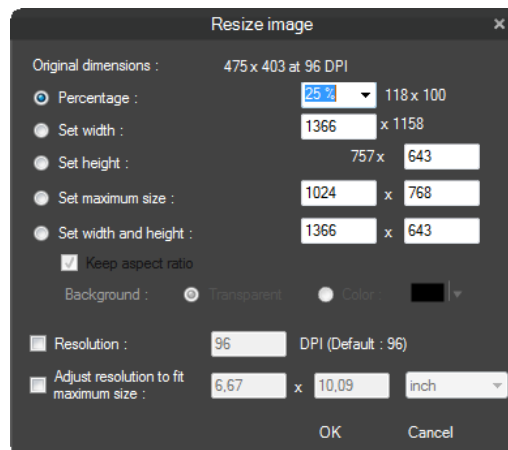 Resize image ×
Original dimensions : 475 x 403 at 96 DPI
Percentage : 25 % 118 x 100
Set width : 1366 x 1158
Set height : 757 x 643
Set maximum size : 1024 x 768
Set width and height : 1366 x 643
Keep aspect ratio
Background : Transparent Color :
Resolution : 96 DPI (Default : 96)
Adjust resolution to fit
maximum size : 6,67 x 10,09 inch
OK Cancel